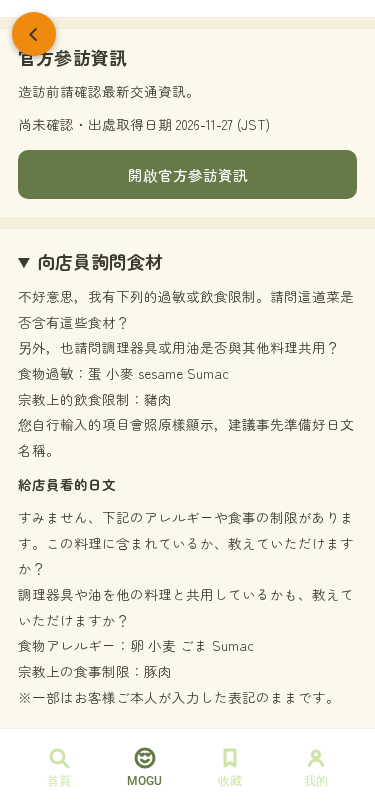 官方參訪資訊
造訪前請確認最新交通資訊。
尚未確認・出處取得日期 2026-11-27 (JST)
開啟官方參訪資訊
▼ 向店員詢問食材
不好意思，我有下列的過敏或飲食限制。請問這道菜是
否含有這些食材？
另外，也請問調理器具或用油是否與其他料理共用？
食物過敏：蛋 小麥 sesame Sumac
宗教上的飲食限制：豬肉
您自行輸入的項目會照原樣顯示，建議事先準備好日文
名稱。
給店員看的日文
すみません、下記のアレルギーや食事の制限がありま
す。この料理に含まれているか、教えていただけます
か？
調理器具や油を他の料理と共用しているかも、教えて
いただけますか？
食物アレルギー：卵 小麦 ごま Sumac
宗教上の食事制限：豚肉
※一部はお客様ご本人が入力した表記のままです。
首頁
MOGU
收藏
我的